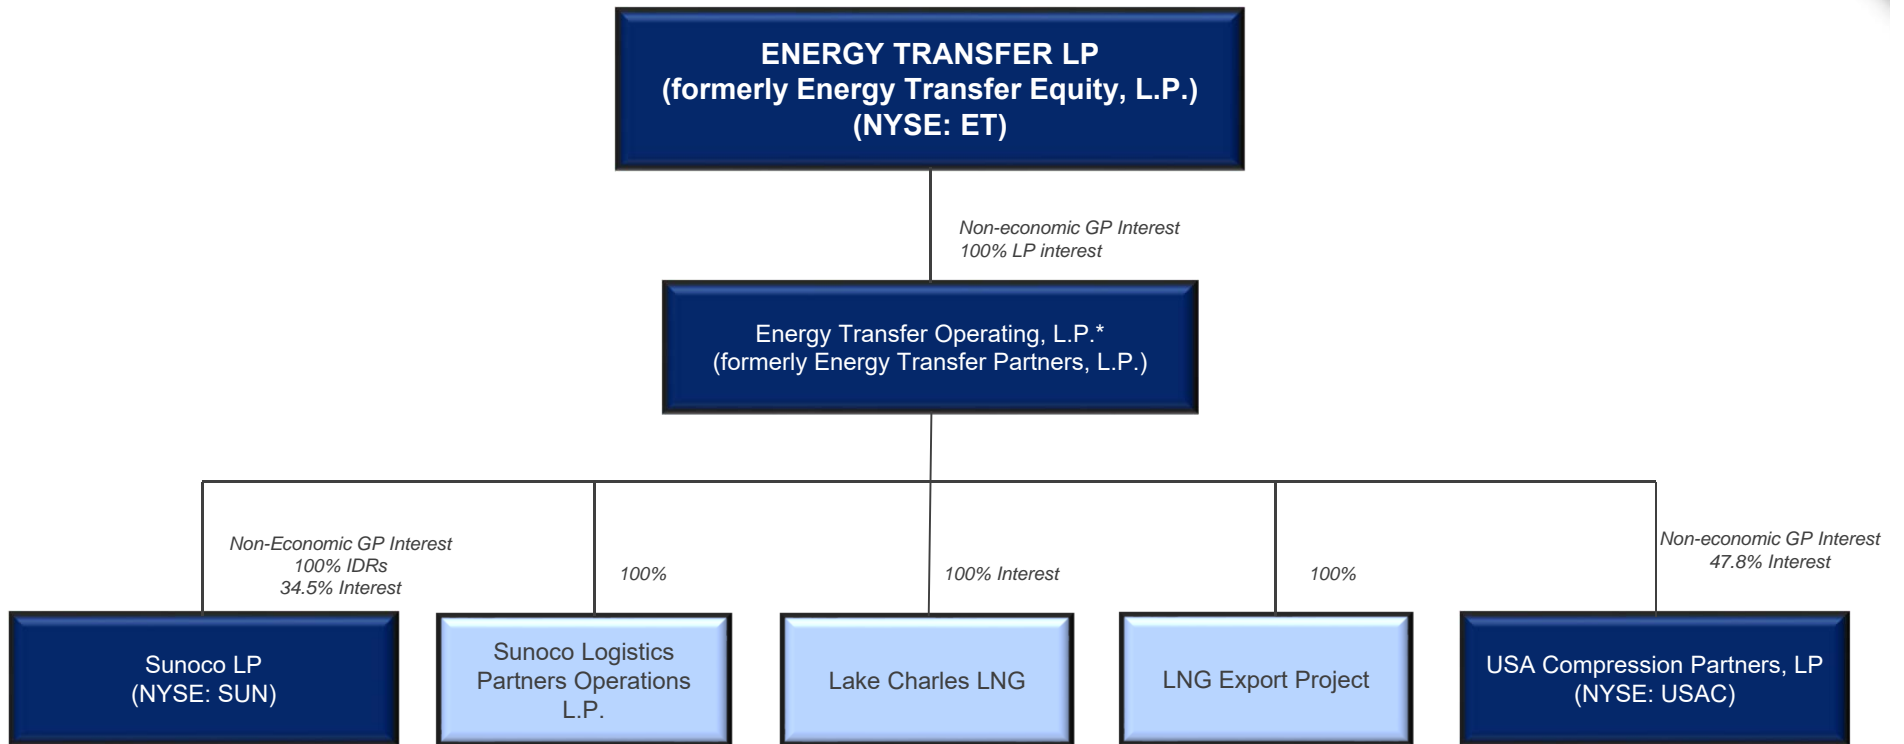 ENERGY TRANSFER LP
(formerly Energy Transfer Equity, L.P.)
(NYSE: ET)
Non-economic GP Interest
100% LP interest
Energy Transfer Operating, L.P.*
(formerly Energy Transfer Partners, L.P.)
Non-Economic GP Interest
100% IDRs
34.5% Interest
100%
100% Interest
100%
Non-economic GP Interest
47.8% Interest
Sunoco LP
(NYSE: SUN)
Sunoco Logistics
Partners Operations
L.P.
Lake Charles LNG
LNG Export Project
USA Compression Partners, LP
(NYSE: USAC)